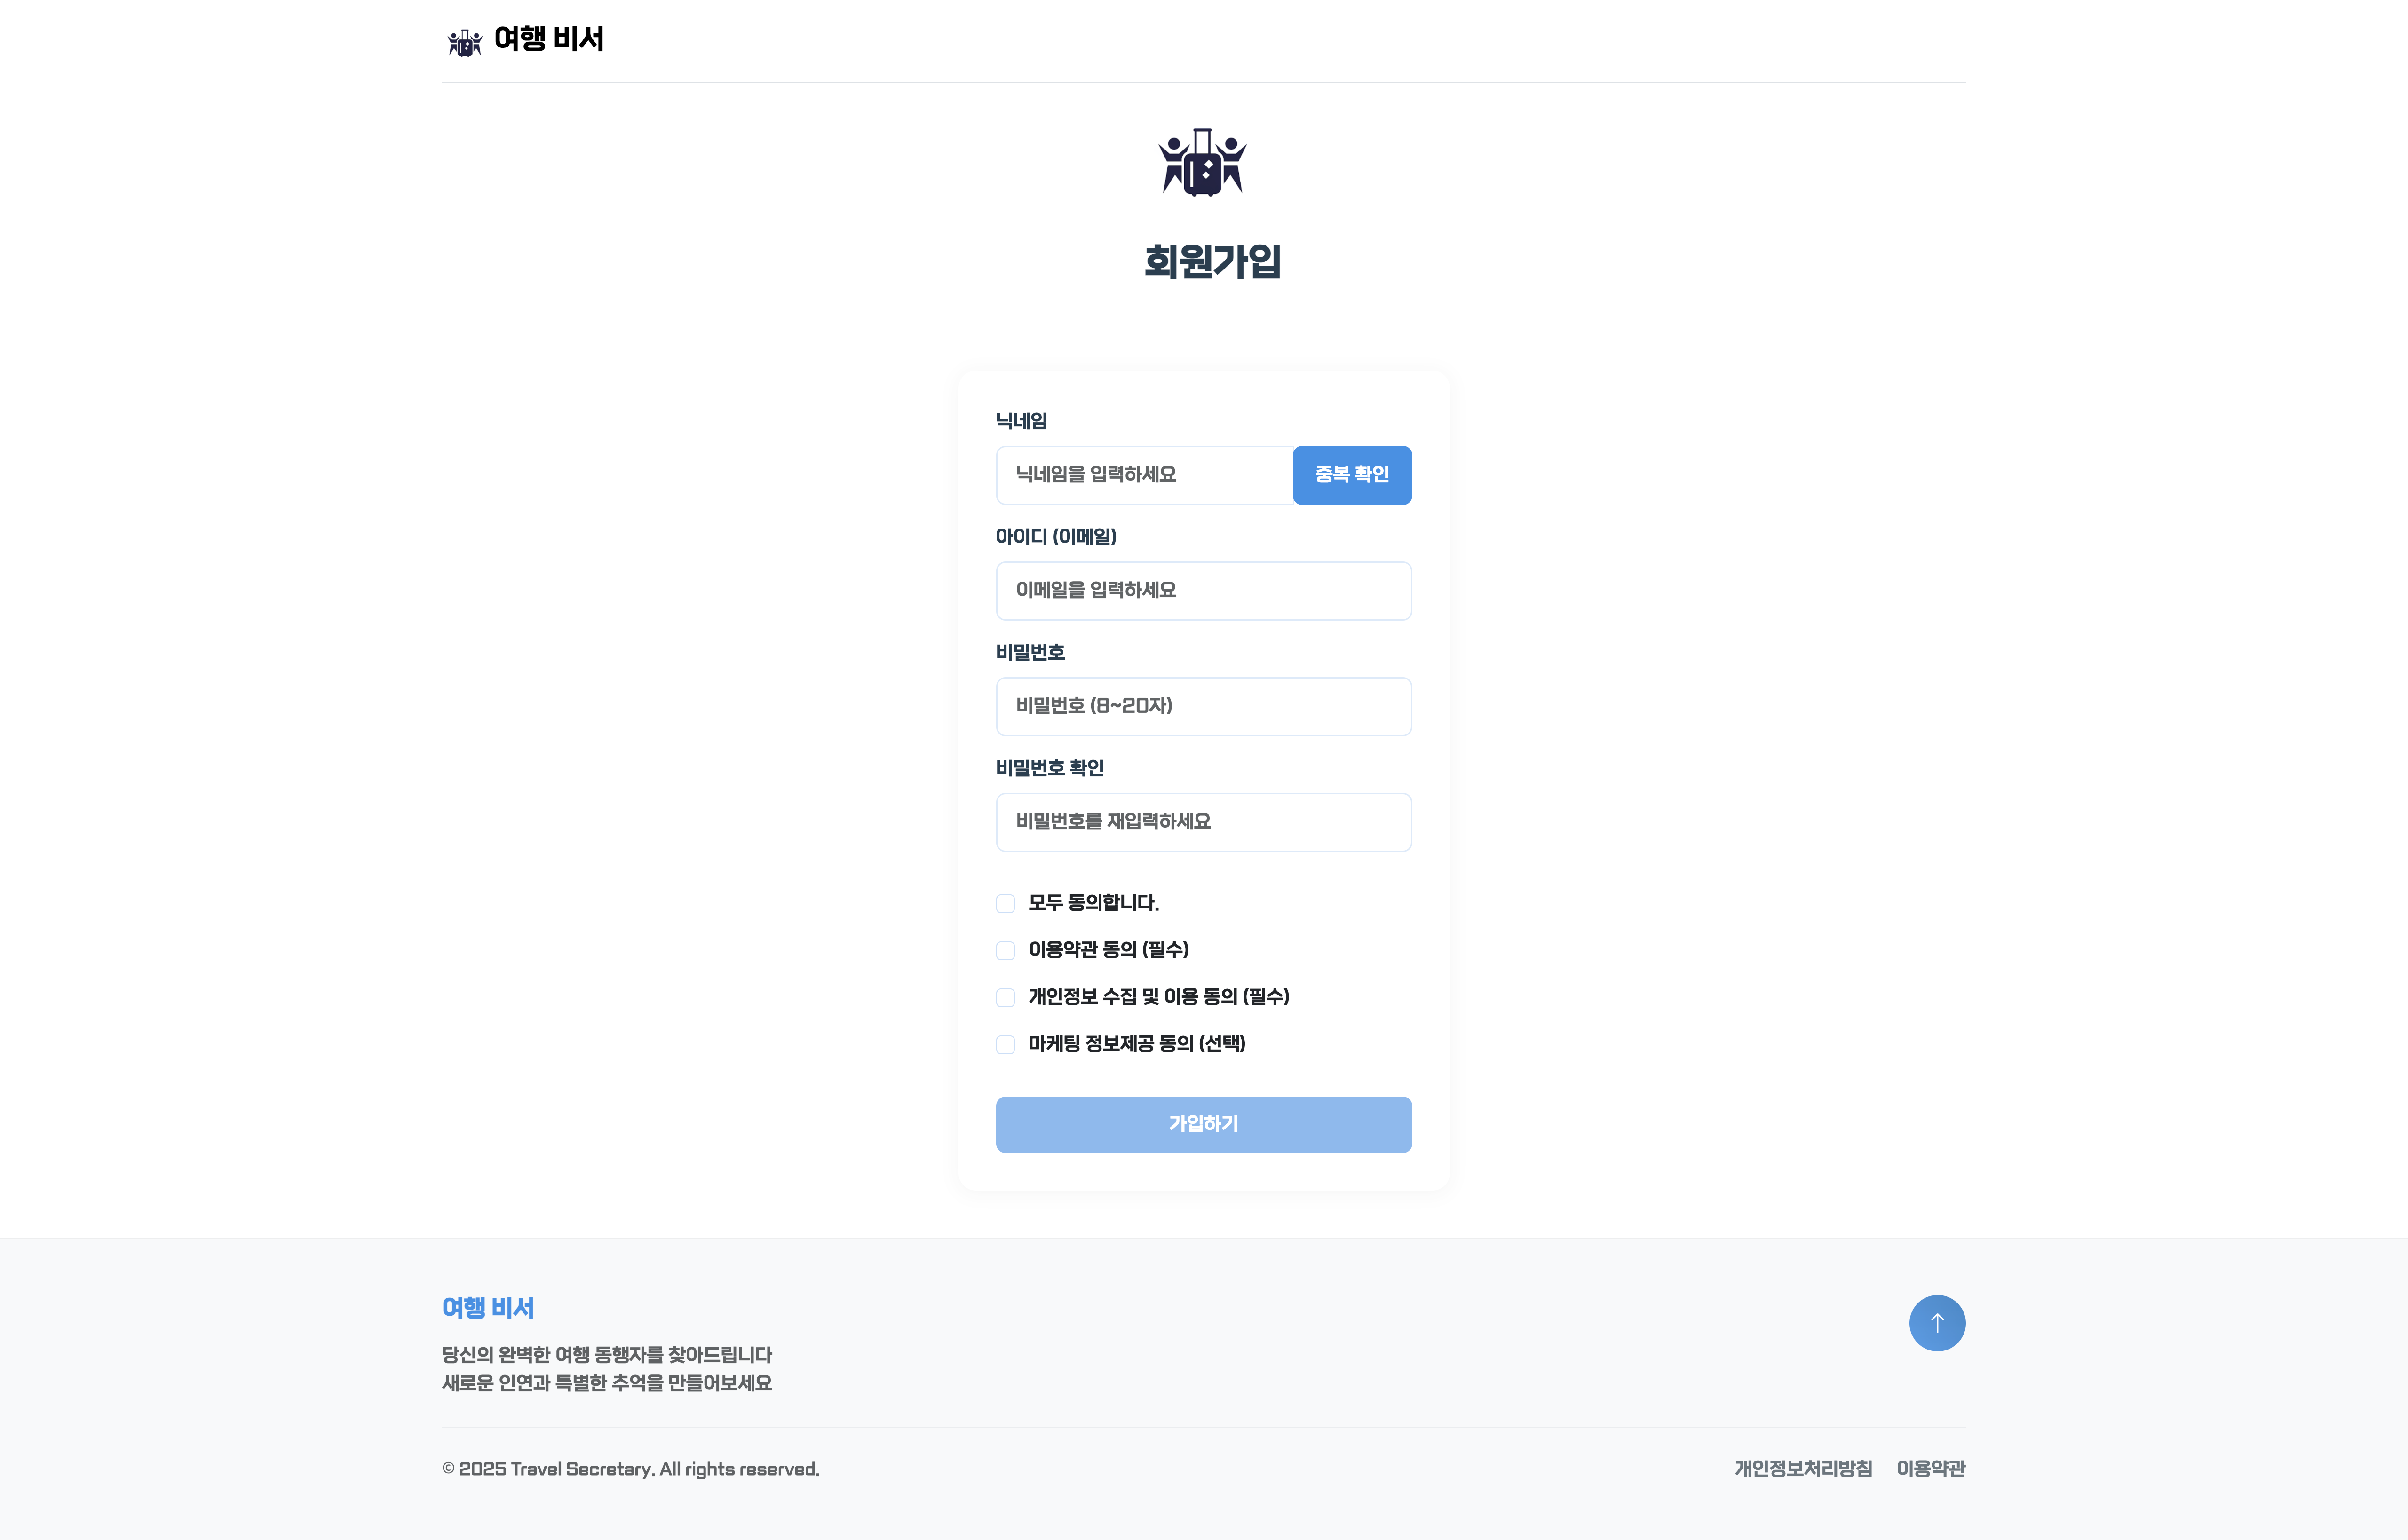 여행 비서
회원가입
닉네임
닉네임을 입력하세요
중복 확인
아이디 (이메일)
이메일을 입력하세요
비밀번호
비밀번호 (8~20자)
비밀번호 확인
비밀번호를 재입력하세요
모두 동의합니다.
이용약관 동의 (필수)
개인정보 수집 및 이용 동의 (필수)
마케팅 정보제공 동의 (선택)
가입하기
여행 비서
당신의 완벽한 여행 동행자를 찾아드립니다
새로운 인연과 특별한 추억을 만들어보세요
© 2025 Travel Secretary. All rights reserved.
개인정보처리방침 이용약관